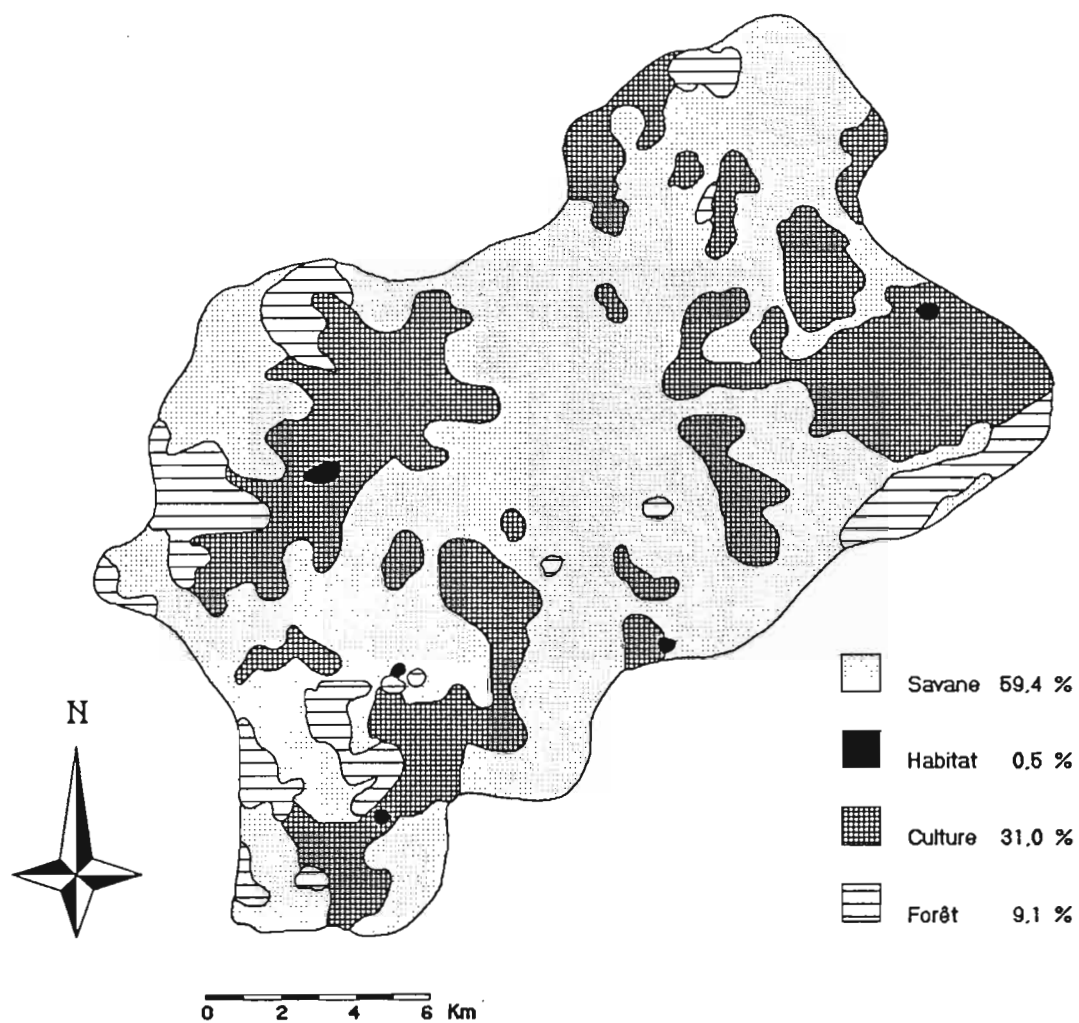 Savane 59,4 %
N
Habitat 0,5 %
Culture 31,0 %
Forêt 9,1 %
0 2 4 6 Km